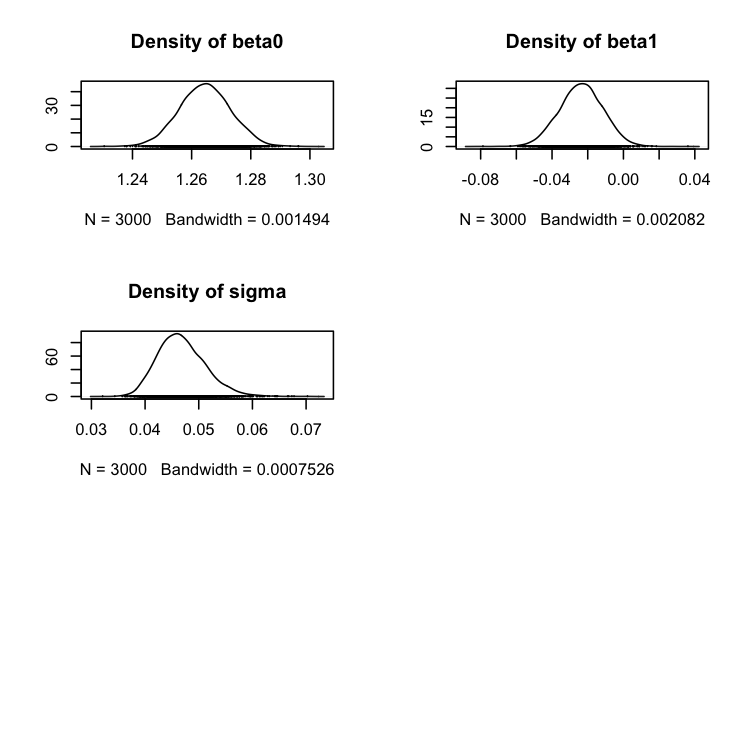 Density of beta0
30
0
1.24 1.26 1.28 1.30
N = 3000 Bandwidth = 0.001494
Density of beta1
15
0
-0.08 -0.04 0.00 0.04
N = 3000 Bandwidth = 0.002082
Density of sigma
60
0
0.03 0.04 0.05 0.06 0.07
N = 3000 Bandwidth = 0.0007526